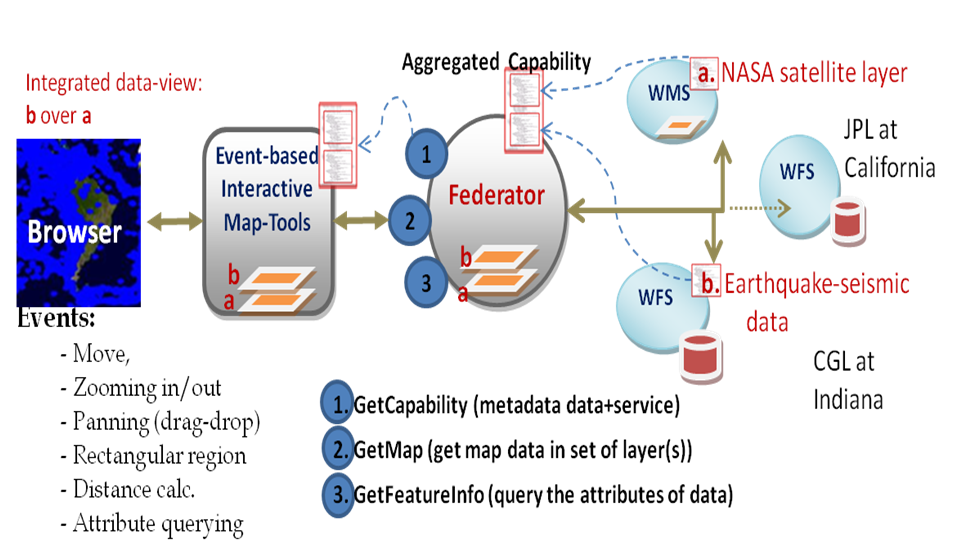 Aggregated Capability
Integrated data-view:
b over a
Browser
Event-based
Interactive
Map-Tools
b
a
1
2
3
Federator
b
a
WMS
a. NASA satellite layer
JPL at
California
WFS
WFS
b. Earthquake-seismic
data
CGL at
Indiana
Events:
- Move,
- Zooming in/out
- Panning (drag-drop)
- Rectangular region
- Distance calc.
- Attribute querying
1. GetCapability (metadata data+service)
2. GetMap (get map data in set of layer(s))
3. GetFeatureInfo (query the attributes of data)